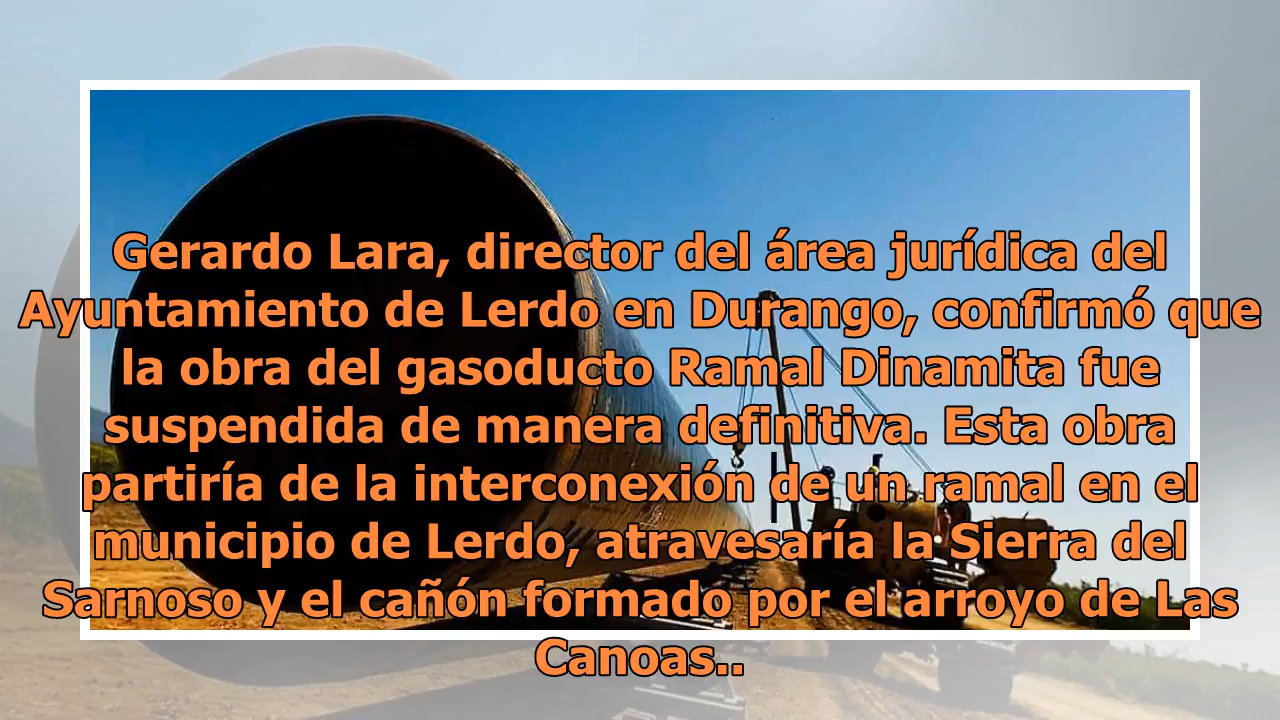 Gerardo Lara, director del área jurídica del
Ayuntamiento de Lerdo en Durango, confirmó que
la obra del gasoducto Ramal Dinamita fue
suspendida de manera definitiva. Esta obra
partiría de la interconexión de un ramal en el
municipio de Lerdo, atravesaría la Sierra del
Sarnoso y el cañón formado por el arroyo de Las
Canoas..